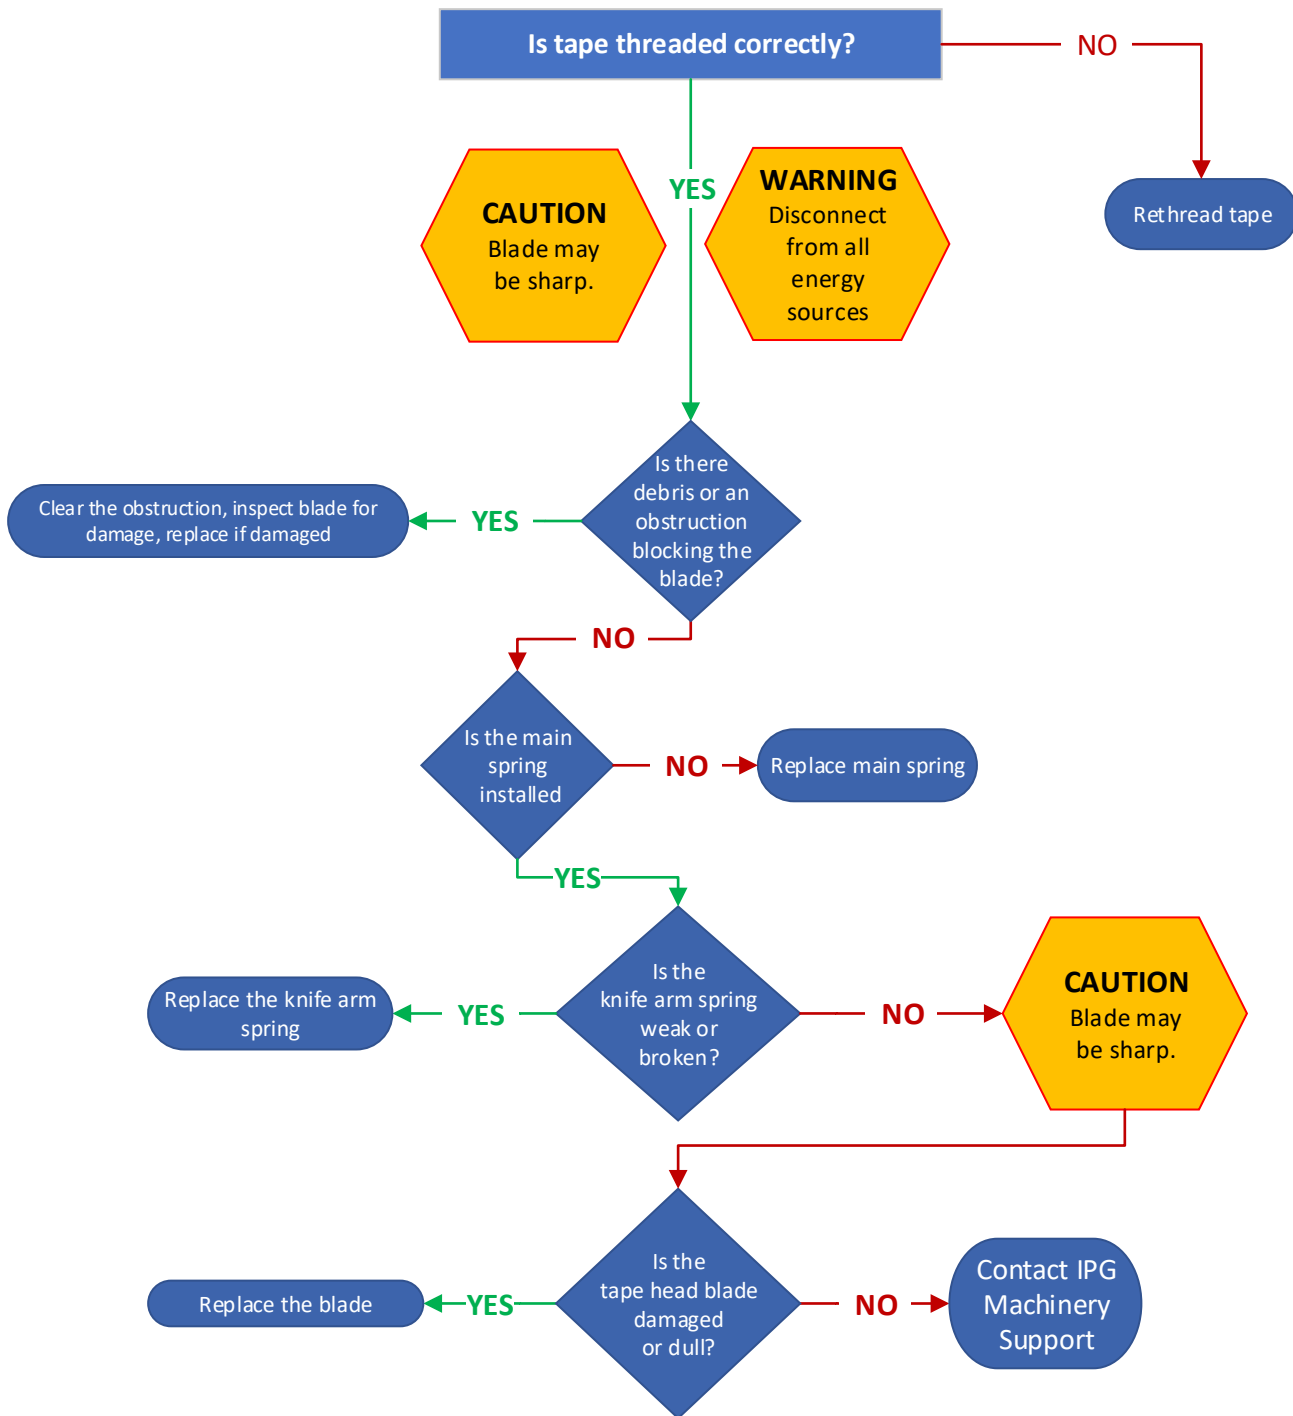 Is tape threaded correctly?
NO
Rethread tape
YES
CAUTION
Blade may
be sharp.
WARNING
Disconnect
from all
energy
sources
Is there
debris or an
obstruction
blocking the
blade?
YES
Clear the obstruction, inspect blade for
damage, replace if damaged
NO
Is the main
spring
installed
NO
Replace main spring
YES
Is the
knife arm spring
weak or
broken?
YES
Replace the knife arm
spring
NO
CAUTION
Blade may
be sharp.
Is the
tape head blade
damaged
or dull?
YES
Replace the blade
NO
Contact IPG
Machinery
Support